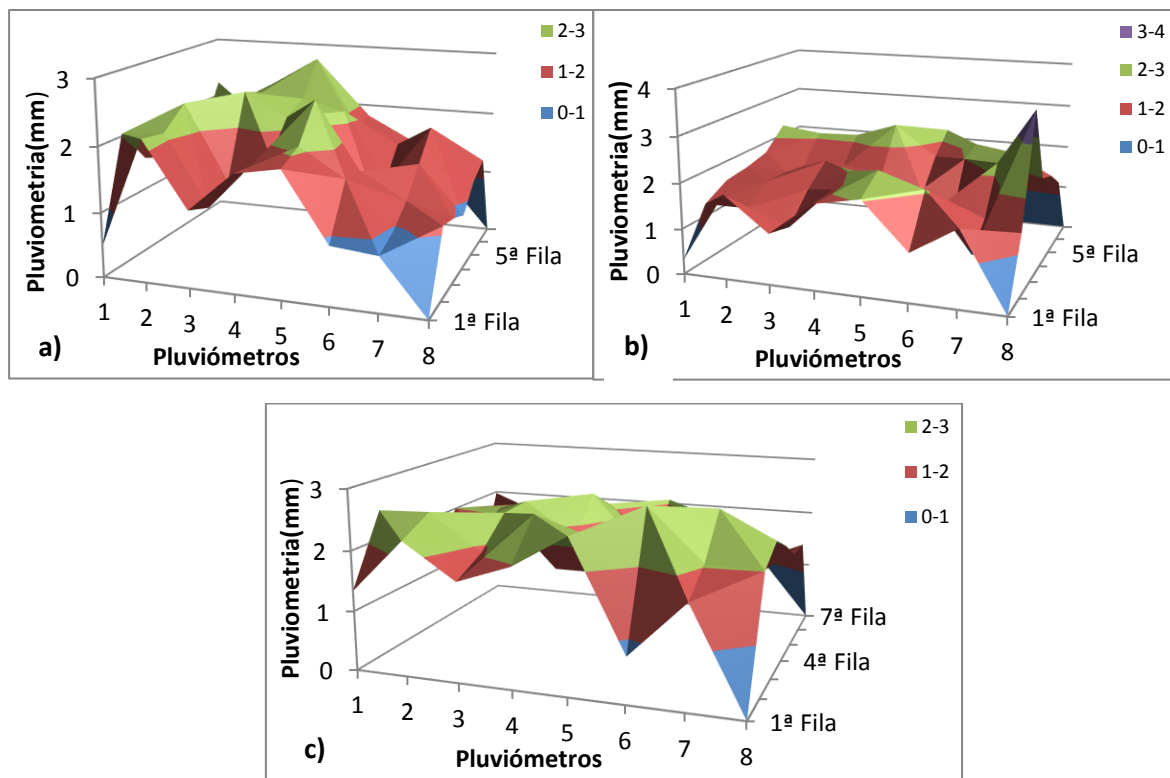 3
2
1
0
Pluviometria(mm)
1 2 3 4 5 6 7 8
Pluviómetros
1ª Fila
5ª Fila
2-3
1-2
0-1
a)
4
3
2
1
0
Pluviometria(mm)
1 2 3 4 5 6 7 8
Pluviómetros
1ª Fila
5ª Fila
3-4
2-3
1-2
0-1
b)
3
2
1
0
Pluviometria(mm)
1 2 3 4 5 6 7 8
Pluviómetros
1ª Fila
4ª Fila
7ª Fila
2-3
1-2
0-1
c)